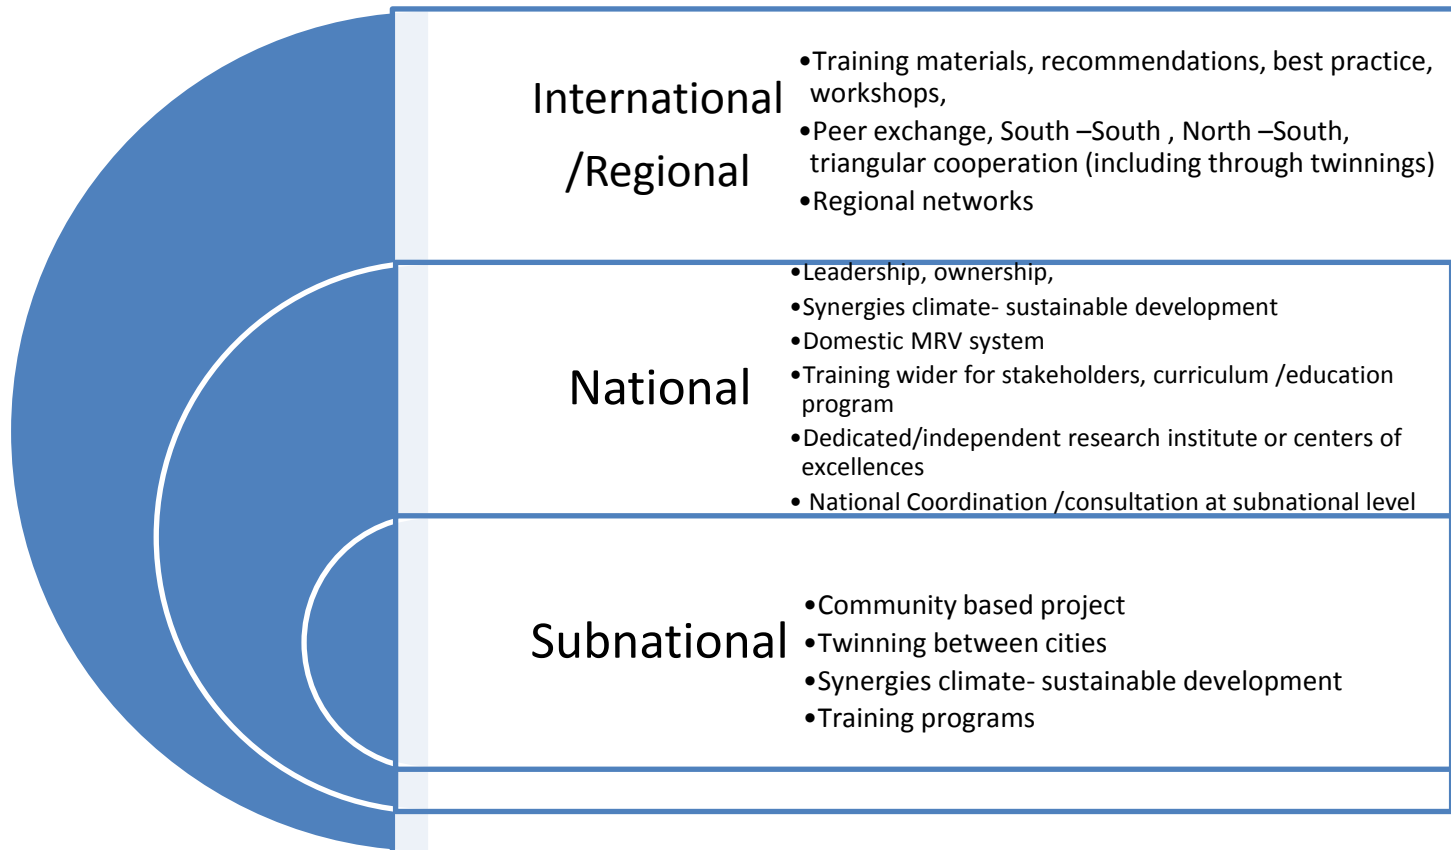 International
/Regional
•Training materials, recommendations, best practice,
workshops,
•Peer exchange, South –South , North –South,
triangular cooperation (including through twinnings)
•Regional networks
National
•Leadership, ownership,
•Synergies climate- sustainable development
•Domestic MRV system
•Training wider for stakeholders, curriculum /education
program
•Dedicated/independent research institute or centers of
excellences
• National Coordination /consultation at subnational level
Subnational
•Community based project
•Twinning between cities
•Synergies climate- sustainable development
•Training programs